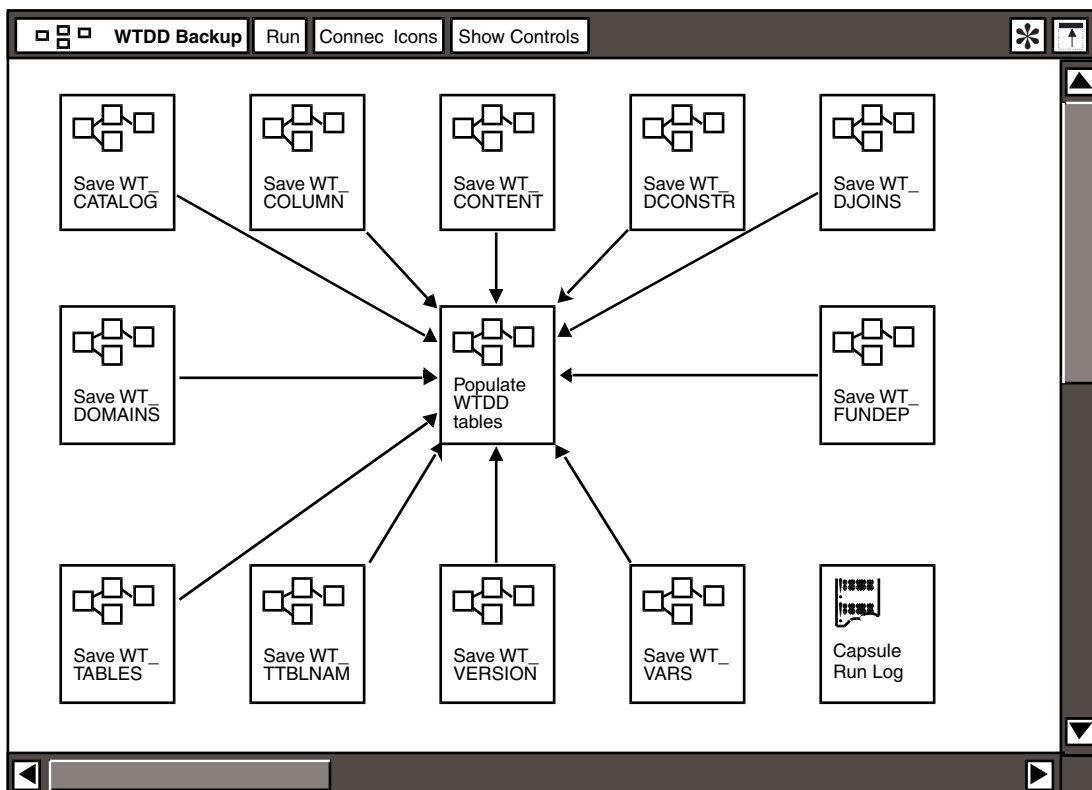 WTDD Backup Run Connec Icons Show Controls
Save WT_
CATALOG
Save WT_
COLUMN
Save WT_
CONTENT
Save WT_
DCONSTR
Save WT_
DJOINS
Save WT_
DOMAINS
Populate
WTDD
tables
Save WT_
FUNDEP
Save WT_
TABLES
Save WT_
TTBLNAM
Save WT_
VERSION
Save WT_
VARS
Capsule
Run Log